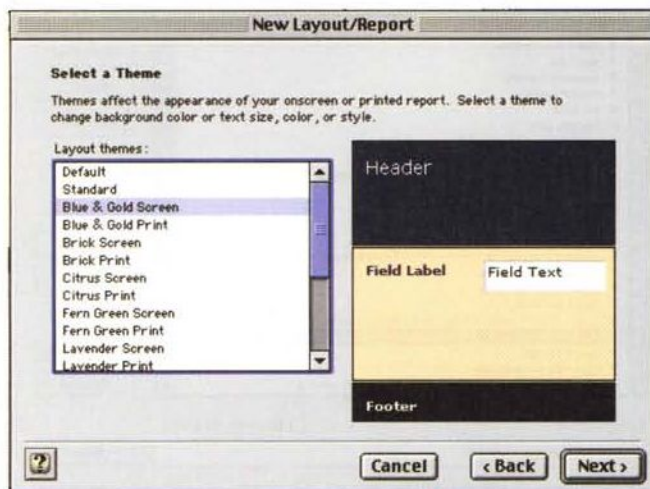 New Layout/Report
Select a Theme
Themes affect the appearance of your onscreen or printed report. Select a theme to
change background color or text size, color, or style.
Layout themes:
Default
Standard
Blue & Gold Screen
Blue & Gold Print
Brick Screen
Brick Print
Citrus Screen
Citrus Print
Fern Green Screen
Fern Green Print
Lavender Screen
Lavender Print
Header
Field Label
Field Text
Footer
?
Cancel
‹ Back
Next ›